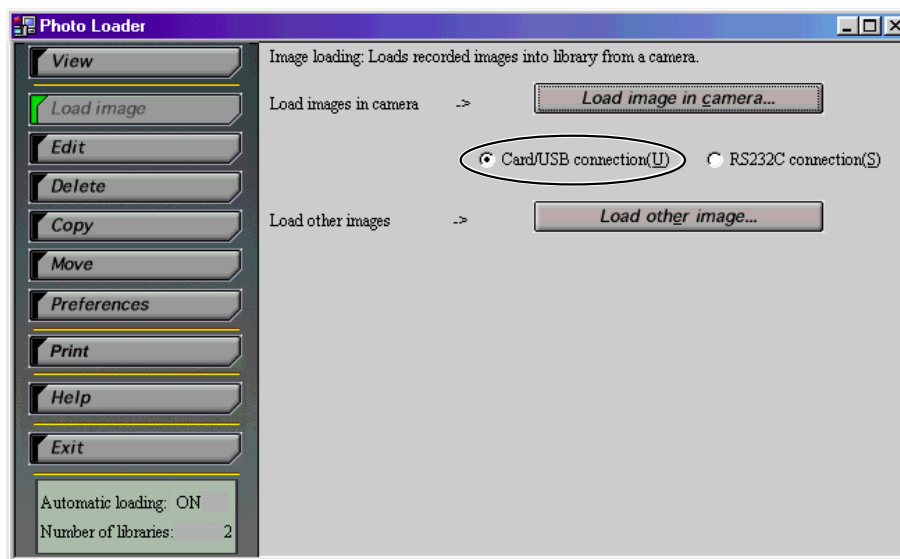 Photo Loader
View
Load image
Edit
Delete
Copy
Move
Preferences
Print
Help
Exit
Automatic loading: ON
Number of libraries: 2
Image loading: Loads recorded images into library from a camera.
Load images in camera -> Load image in camera...
Card/USB connection(U) RS232C connection(S)
Load other images -> Load other image...